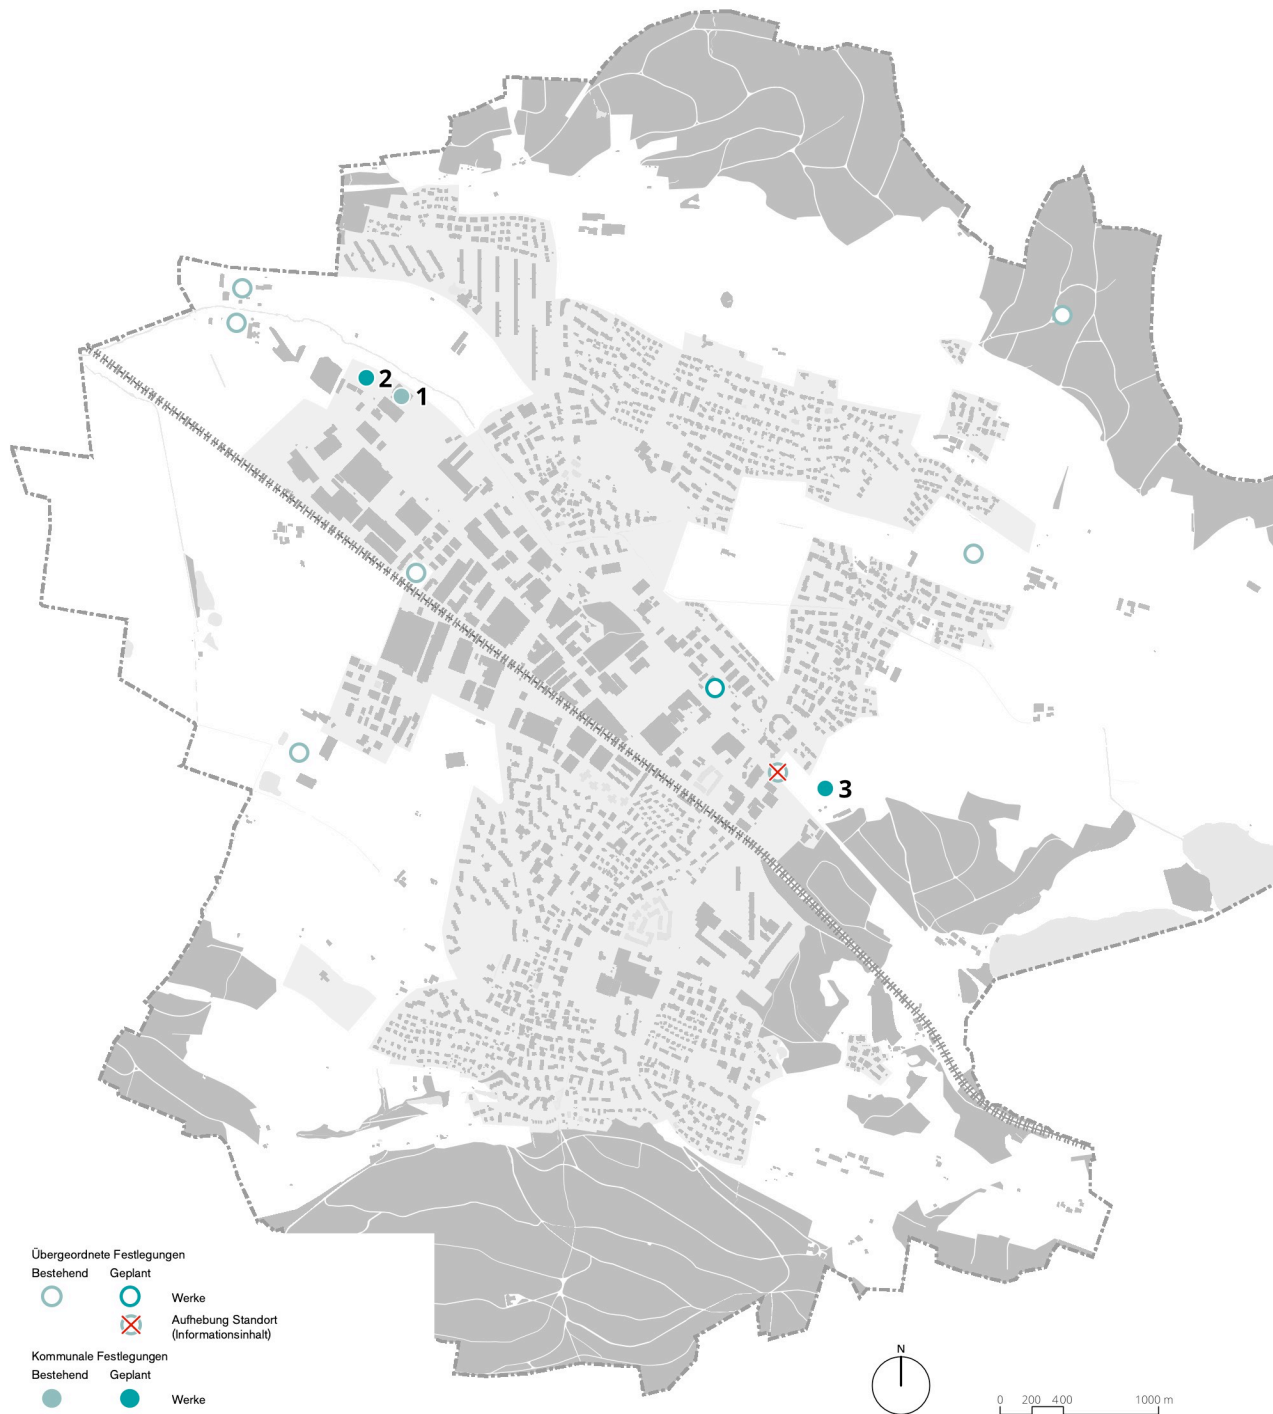 2
1
3
Übergeordnete Festlegungen
Bestehend Geplant
Werke
Aufhebung Standort
(Informationsinhalt)
Kommunale Festlegungen
Bestehend Geplant
Werke
N
0 200 400 1000 m